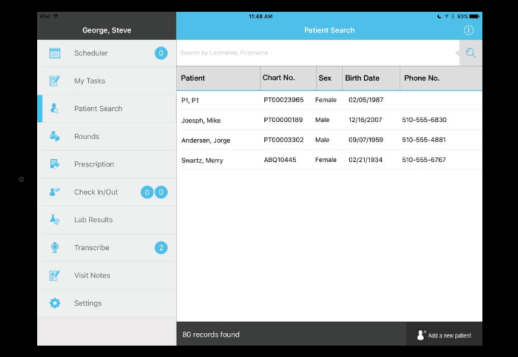 iPad
11:48 AM
93%
George, Steve
Patient Search
Scheduler 0
My Tasks
Patient Search
Rounds
Prescription
Check In/Out 0 0
Lab Results
Transcribe 2
Visit Notes
Settings
Search by Lastname, Firstname
Patient Chart No. Sex Birth Date Phone No.
P1, P1 PT00023965 Female 02/05/1987
Joesph, Mike PT00000189 Male 12/16/2007 510-555-6830
Andersen, Jorge PT00003302 Male 09/07/1959 510-555-4881
Swartz, Merry ABQ10445 Female 02/21/1934 510-555-6767
80 records found
Add a new patient